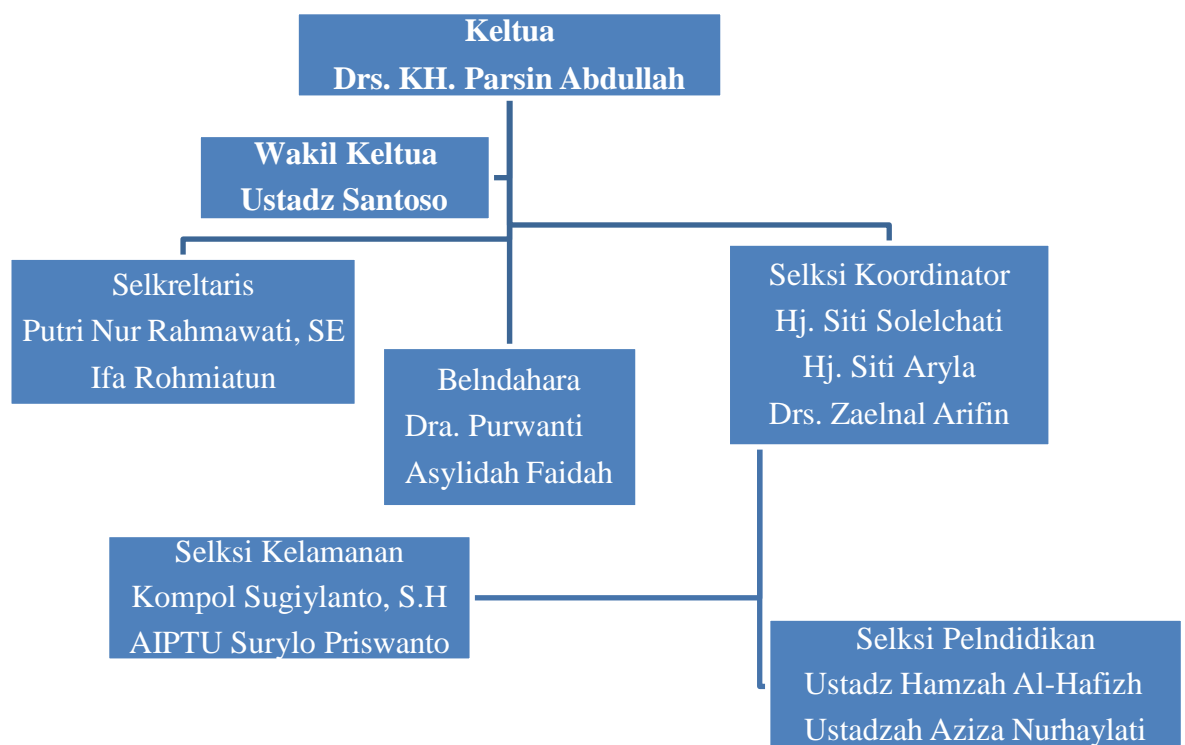 Keltua
Drs. KH. Parsin Abdullah
Wakil Keltua
Ustadz Santoso
Selkreltaris
Putri Nur Rahmawati, SE
Ifa Rohmiatun
Belndahara
Dra. Purwanti
Asylidah Faidah
Selksi Koordinator
Hj. Siti Solelchati
Hj. Siti Aryla
Drs. Zaelnal Arifin
Selksi Kelamanan
Kompol Sugiylanto, S.H
AIPTU Surylo Priswanto
Selksi Pelndidikan
Ustadz Hamzah Al-Hafizh
Ustadzah Aziza Nurhaylati